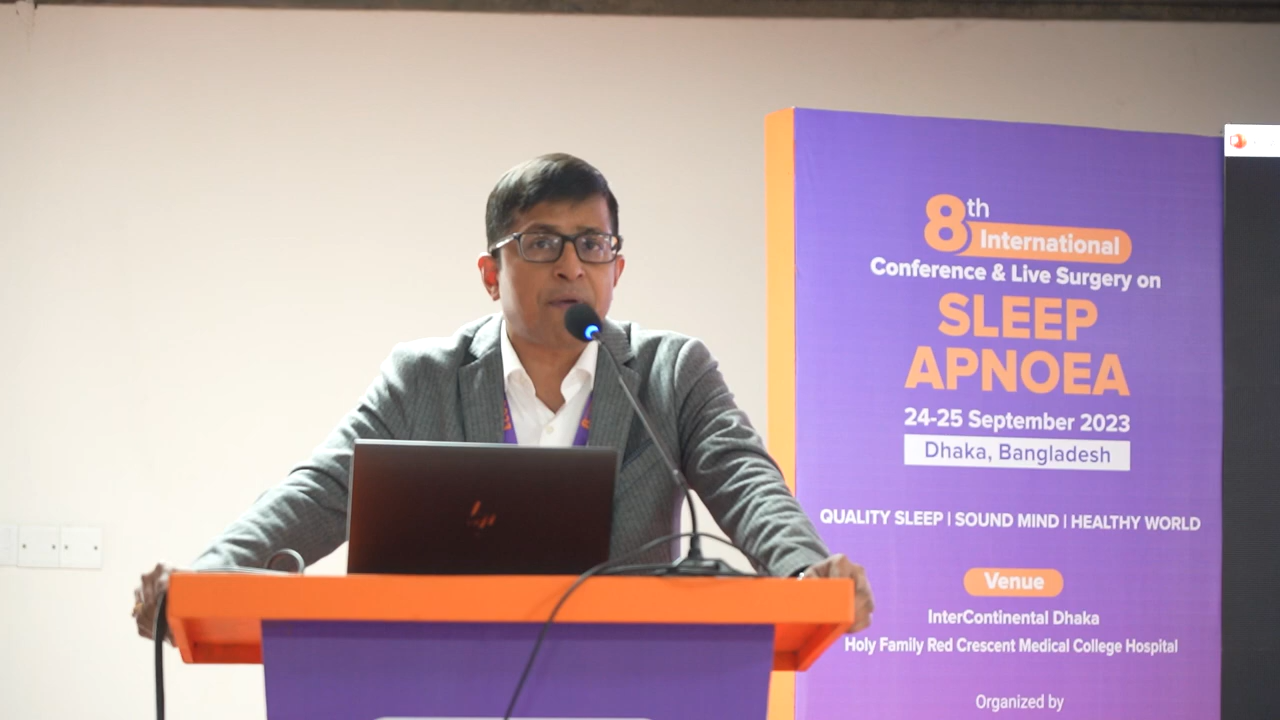 8th
International
Conference & Live Surgery on
SLEEP
APNOEA
24-25 September 2023
Dhaka, Bangladesh
QUALITY SLEEP | SOUND MIND | HEALTHY WORLD
Venue
InterContinental Dhaka
Holy Family Red Crescent Medical College Hospital
Organized by
hp